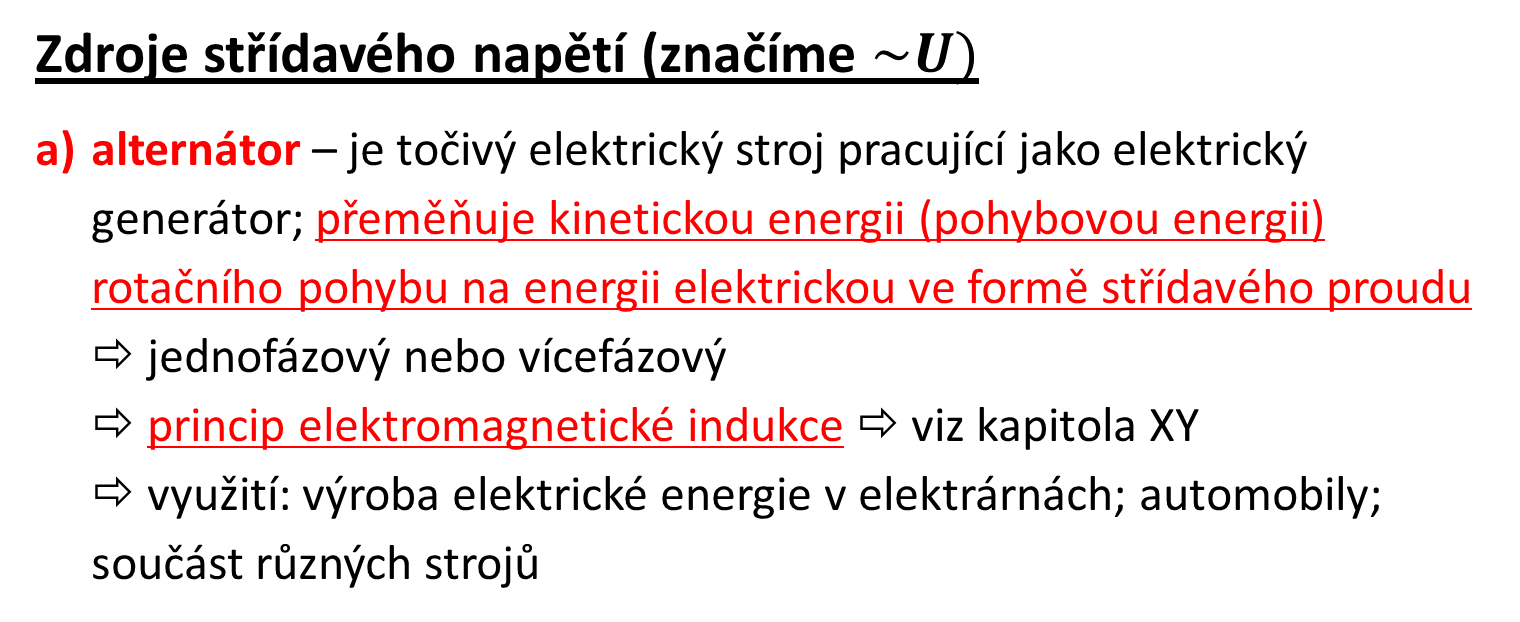 Zdroje střídavého napětí (značíme ~U)
a) alternátor – je točivý elektrický stroj pracující jako elektrický
generátor; přeměňuje kinetickou energii (pohybovou energii)
rotačního pohybu na energii elektrickou ve formě střídavého proudu
⇨ jednofázový nebo vícefázový
⇨ princip elektromagnetické indukce ⇨ viz kapitola XY
⇨ využití: výroba elektrické energie v elektrárnách; automobily;
součást různých strojů